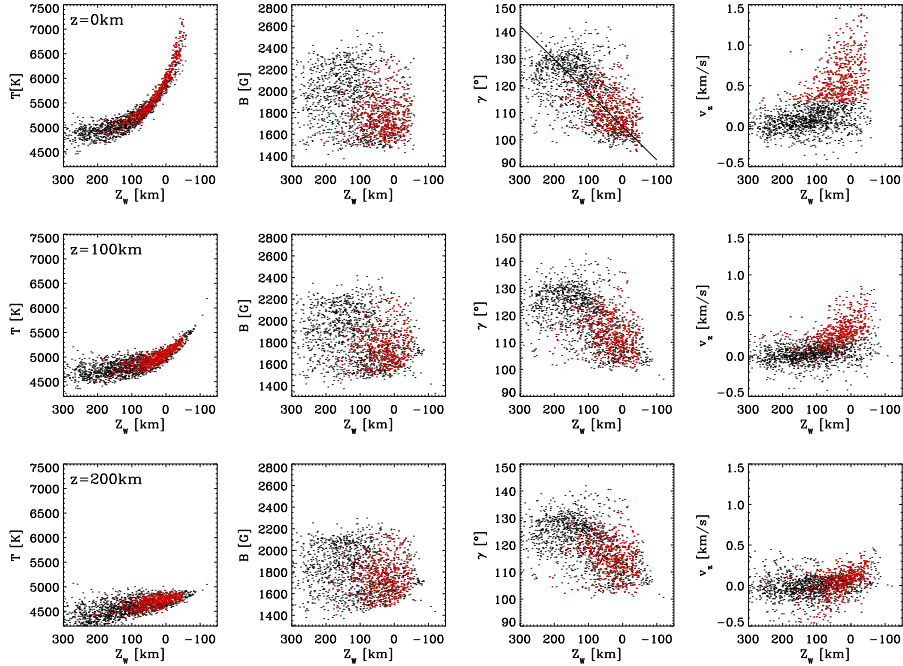 z=0km
T[K]
7500
7000
6500
6000
5500
5000
4500
300 200 100 0 -100
Z_W [km]
B [G]
2800
2600
2400
2200
2000
1800
1600
1400
300 200 100 0 -100
Z_W [km]
γ [°]
150
140
130
120
110
100
90
300 200 100 0 -100
Z_W [km]
v_z [km/s]
1.5
1.0
0.5
0.0
-0.5
300 200 100 0 -100
Z_W [km]
z=100km
T [K]
7500
7000
6500
6000
5500
5000
4500
300 200 100 0 -100
Z_W [km]
B [G]
2800
2600
2400
2200
2000
1800
1600
1400
300 200 100 0 -100
Z_W [km]
γ [°]
150
140
130
120
110
100
90
300 200 100 0 -100
Z_W [km]
v_z [km/s]
1.5
1.0
0.5
0.0
-0.5
300 200 100 0 -100
Z_W [km]
z=200km
T [K]
7500
7000
6500
6000
5500
5000
4500
300 200 100 0 -100
Z_W [km]
B [G]
2800
2600
2400
2200
2000
1800
1600
1400
300 200 100 0 -100
Z_W [km]
γ [°]
150
140
130
120
110
100
90
300 200 100 0 -100
Z_W [km]
v_z [km/s]
1.5
1.0
0.5
0.0
-0.5
300 200 100 0 -100
Z_W [km]